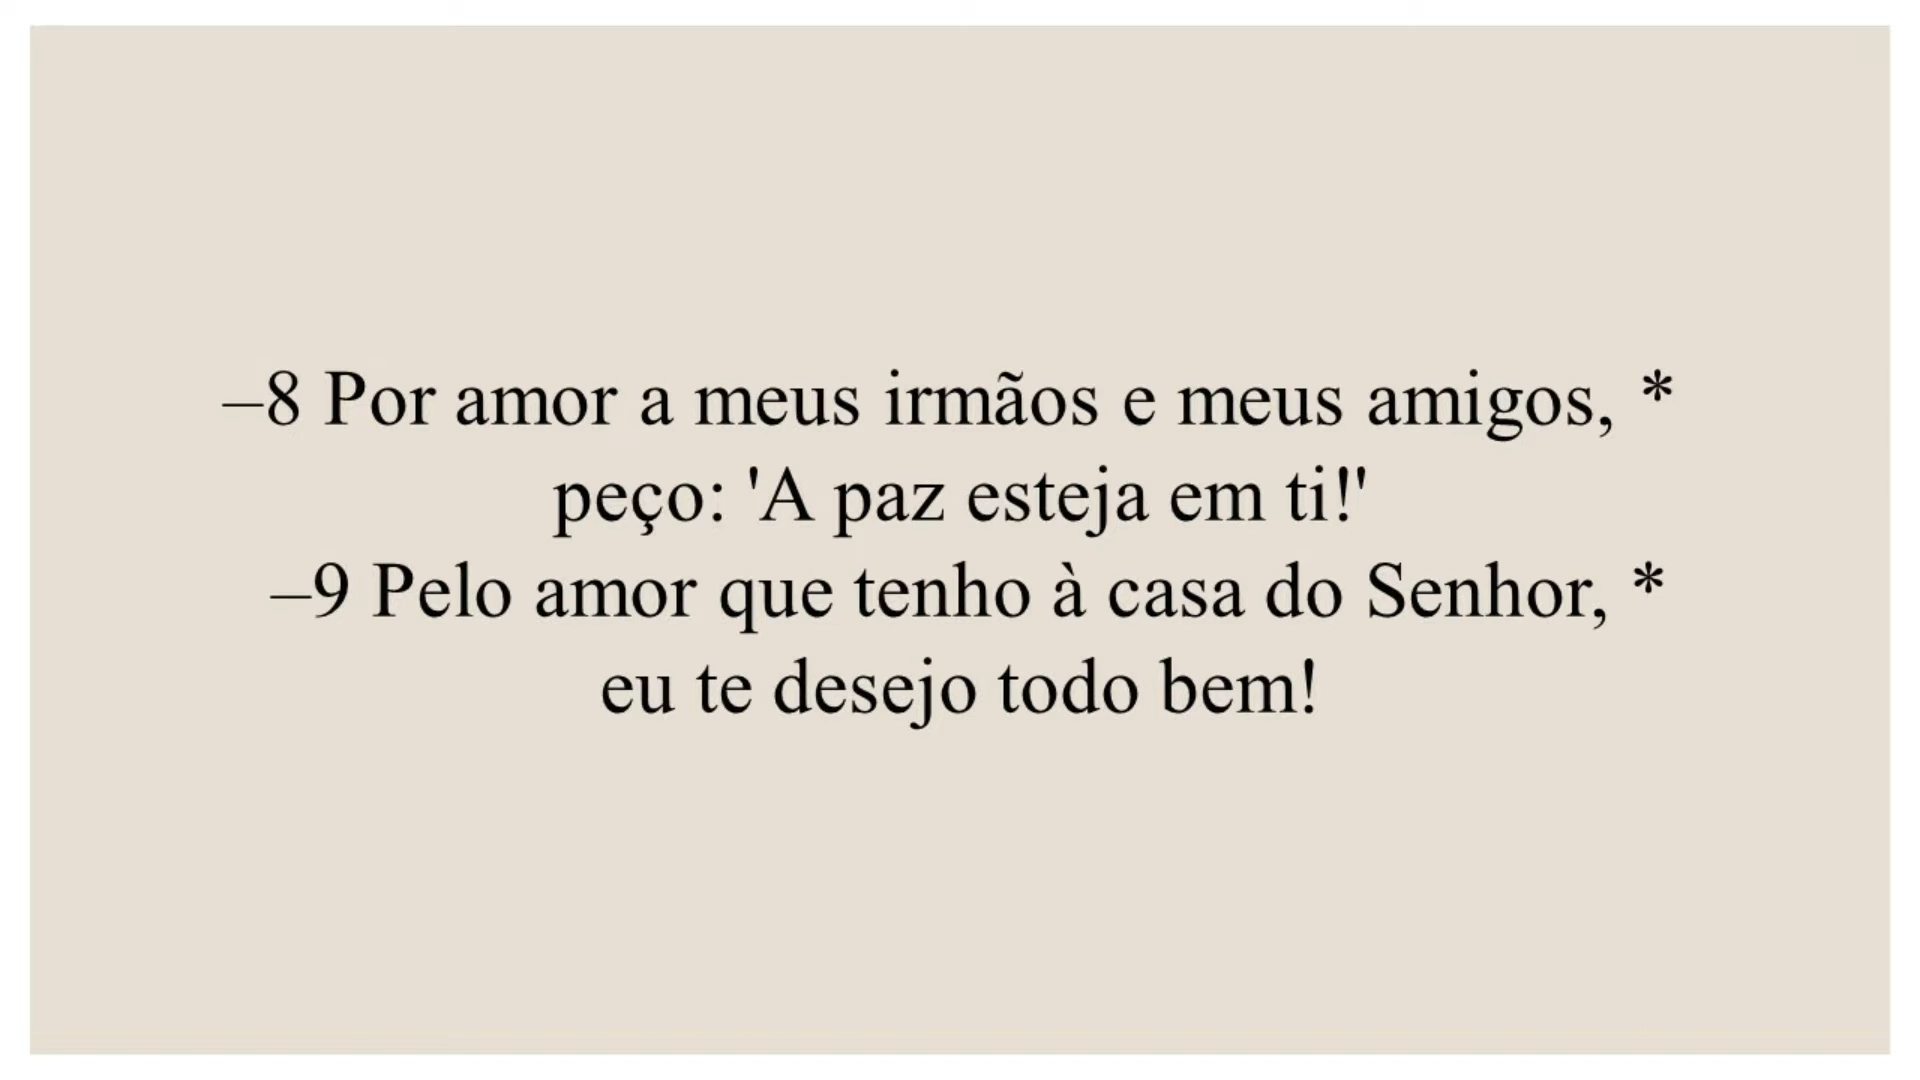 –8 Por amor a meus irmãos e meus amigos, *
peço: 'A paz esteja em ti!'
–9 Pelo amor que tenho à casa do Senhor, *
eu te desejo todo bem!